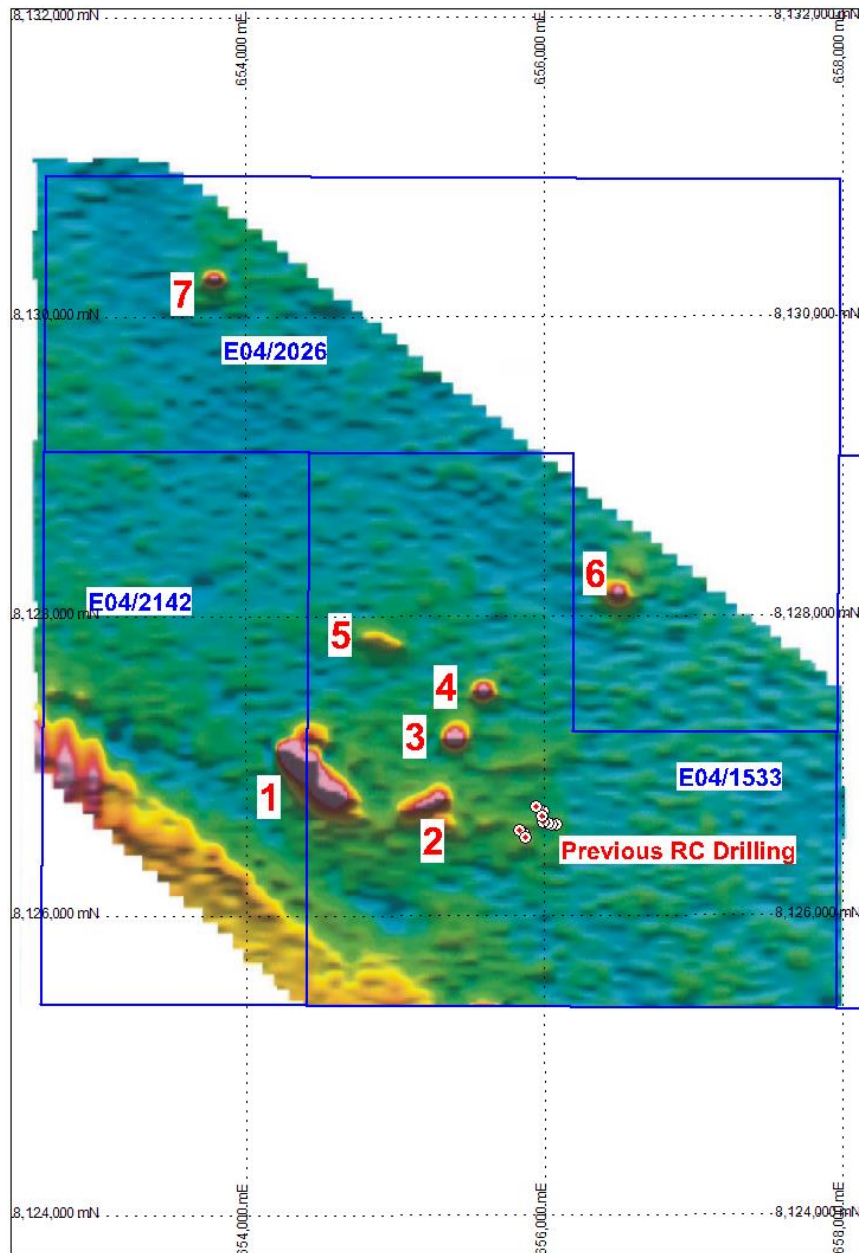 654,000 mE
656,000 mE
658,000 mE
8,132,000 mN
8,132,000 mN
7
8,130,000 mN
8,130,000 mN
E04/2026
6
E04/2142
8,128,000 mN
8,128,000 mN
5
4
3
E04/1533
1
2
Previous RC Drilling
8,126,000 mN
8,126,000 mN
8,124,000 mN
8,124,000 mN
654,000 mE
656,000 mE
658,000 mE